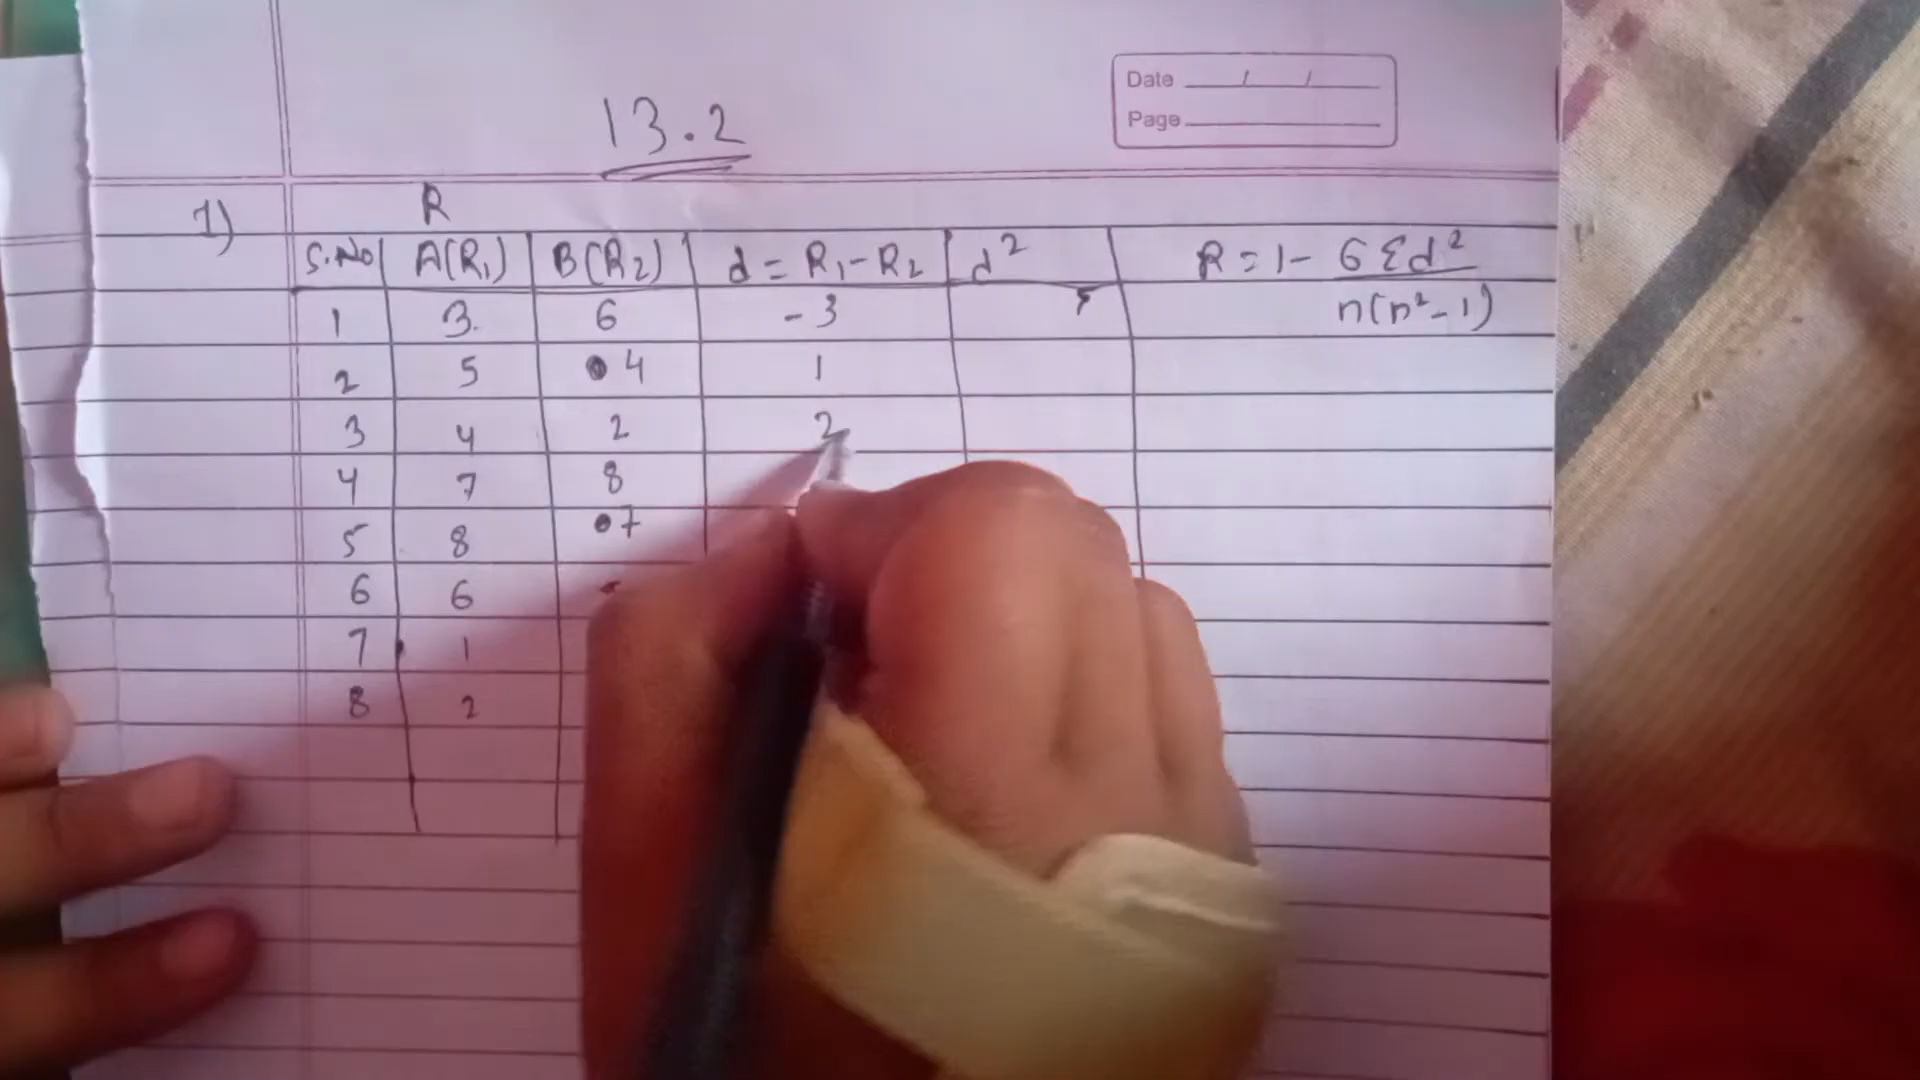 Date / /
Page
13.2
1) R
S.No A(R₁) B(R₂) d = R₁-R₂ d² R = 1 - 6Σd² / n(n²-1)
1 3. 6 -3
2 5 4 1
3 4 2 2
4 7 8
5 8 7
6 6
7 1
8 2